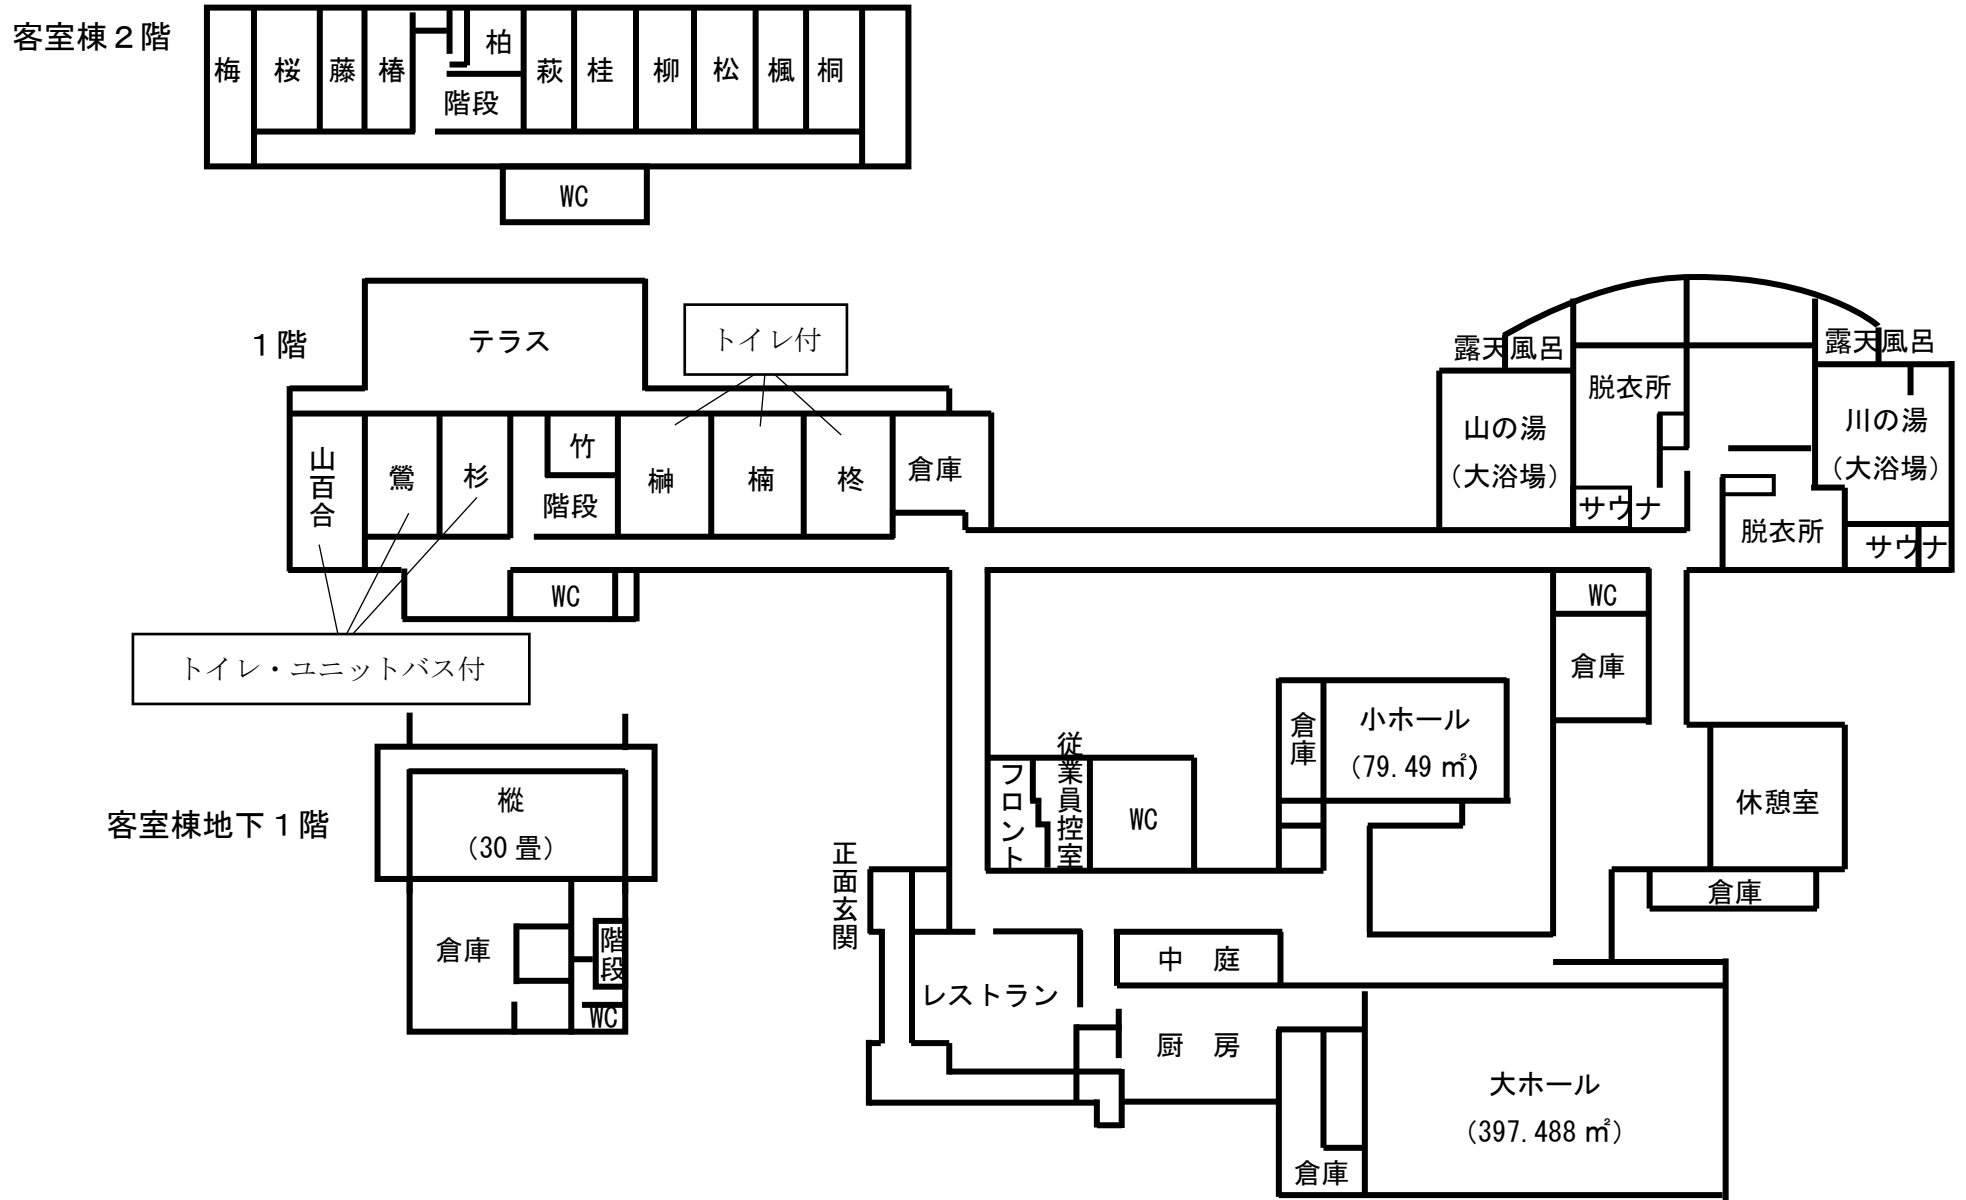 客室棟２階
梅
桜
藤
椿
柏
階段
萩
桂
柳
松
楓
桐
WC
１階
テラス
トイレ付
山百合
鶯
杉
竹
階段
榊
楠
柊
倉庫
WC
トイレ・ユニットバス付
露天風呂
脱衣所
山の湯
（大浴場）
サウナ
露天風呂
川の湯
（大浴場）
脱衣所
サウナ
WC
倉庫
倉庫
小ホール
（79.49 ㎡）
フロント
従業員控室
WC
休憩室
倉庫
客室棟地下１階
樅
（30 畳）
倉庫
階段
WC
正面玄関
レストラン
中　庭
厨　房
倉庫
大ホール
（397.488 ㎡）